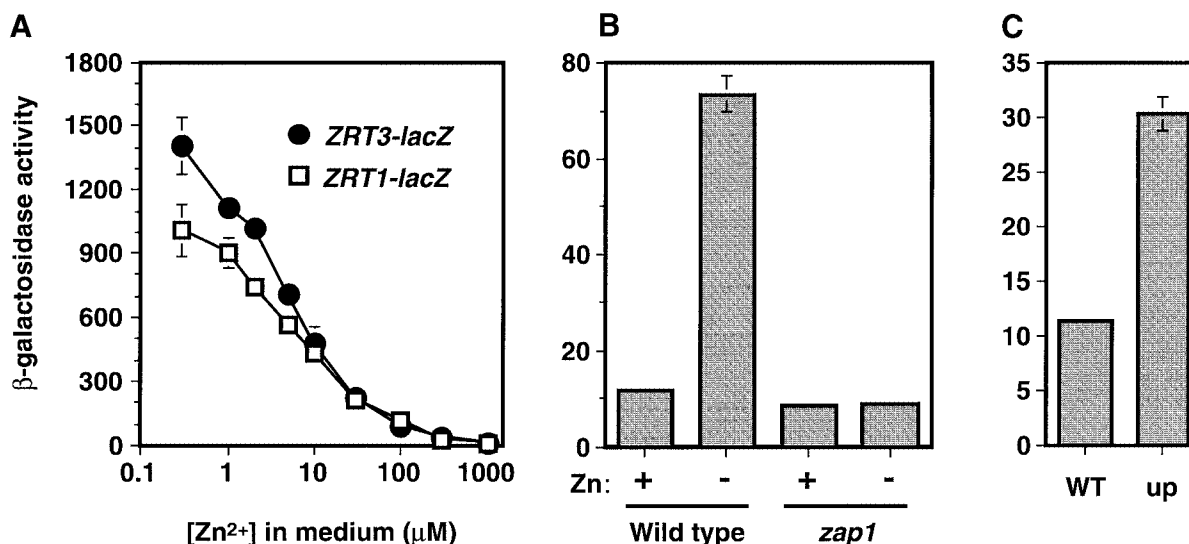 A
β-galactosidase activity
1800
1500
1200
900
600
300
0
0.1
1
10
100
1000
[Zn2+] in medium (μM)
ZRT3-lacZ
ZRT1-lacZ
B
80
60
40
20
0
Zn: + - + -
Wild type
zap1
C
35
30
25
20
15
10
5
0
WT
up